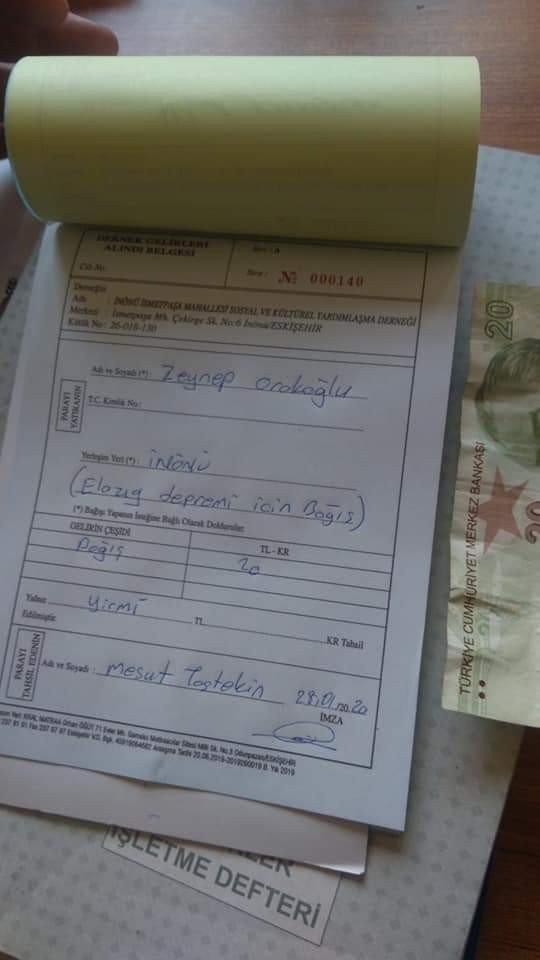 DERNEK GELİRLERİ
ALINDI BELGESİ
Seri : A
Cilt No:
Sıra : № 000140
Derneğin
Adı : İNÖNÜ İSMETPAŞA MAHALLESİ SOSYAL VE KÜLTÜREL YARDIMLAŞMA DERNEĞİ
Merkezi : İsmetpaşa Mh. Çekirge Sk. No:6 İnönü/ESKİŞEHİR
Kütük No : 26-018-130
PARAYI YATIRANIN
Adı ve Soyadı (*) : Zeynep Orakoğlu
T.C. Kimlik No:
Yerleşim Yeri (*) : İnönü
(Elazığ depremi için Bağış)
(*) Bağışı Yapanın İsteğine Bağlı Olarak Doldurulur.
GELİRİN ÇEŞİDİ TL - KR
Bağış 20
Yalnız Yirmi TL KR Tahsil
Edilmiştir.
PARAYI TAHSİL EDENİN
Adı ve Soyadı : Mesut Taştekin 28/01/2020
İMZA
İŞLETME DEFTERİ
20
TÜRKİYE CUMHURİYET MERKEZ BANKASI